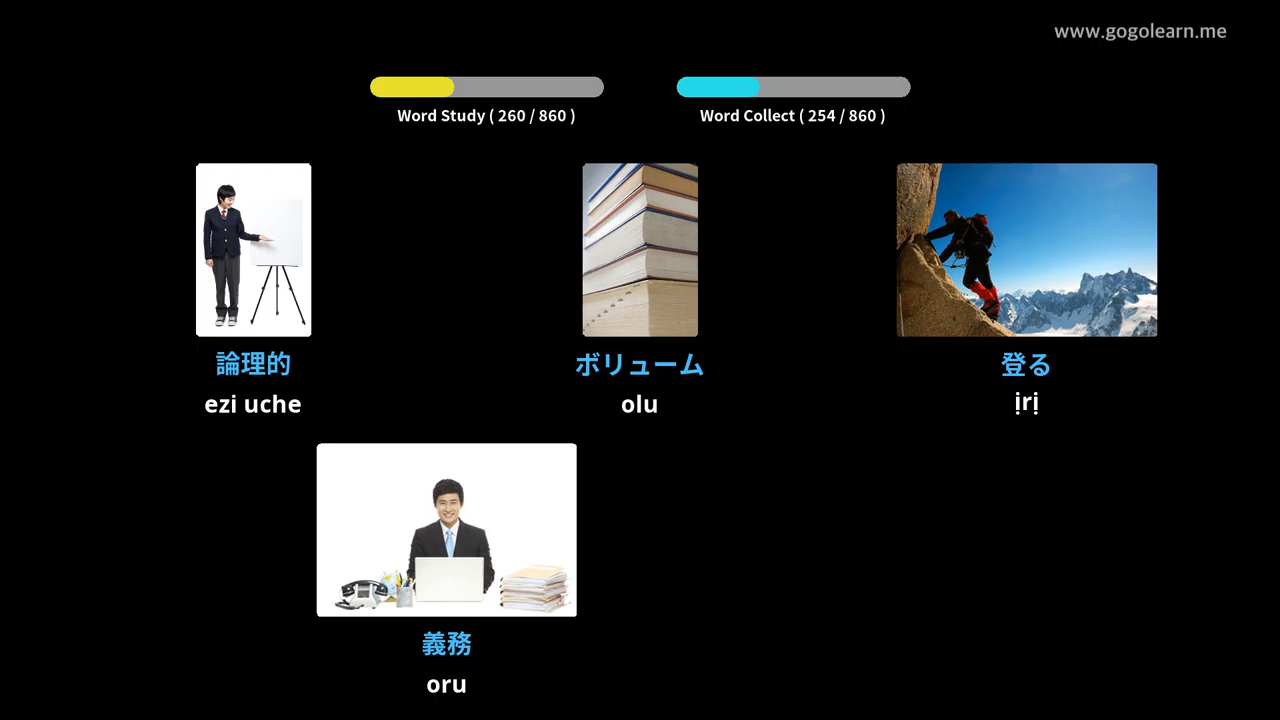 www.gogolearn.me
Word Study ( 260 / 860 )
Word Collect ( 254 / 860 )
論理的
ezi uche
ボリューム
olu
登る
ịrị
義務
oru